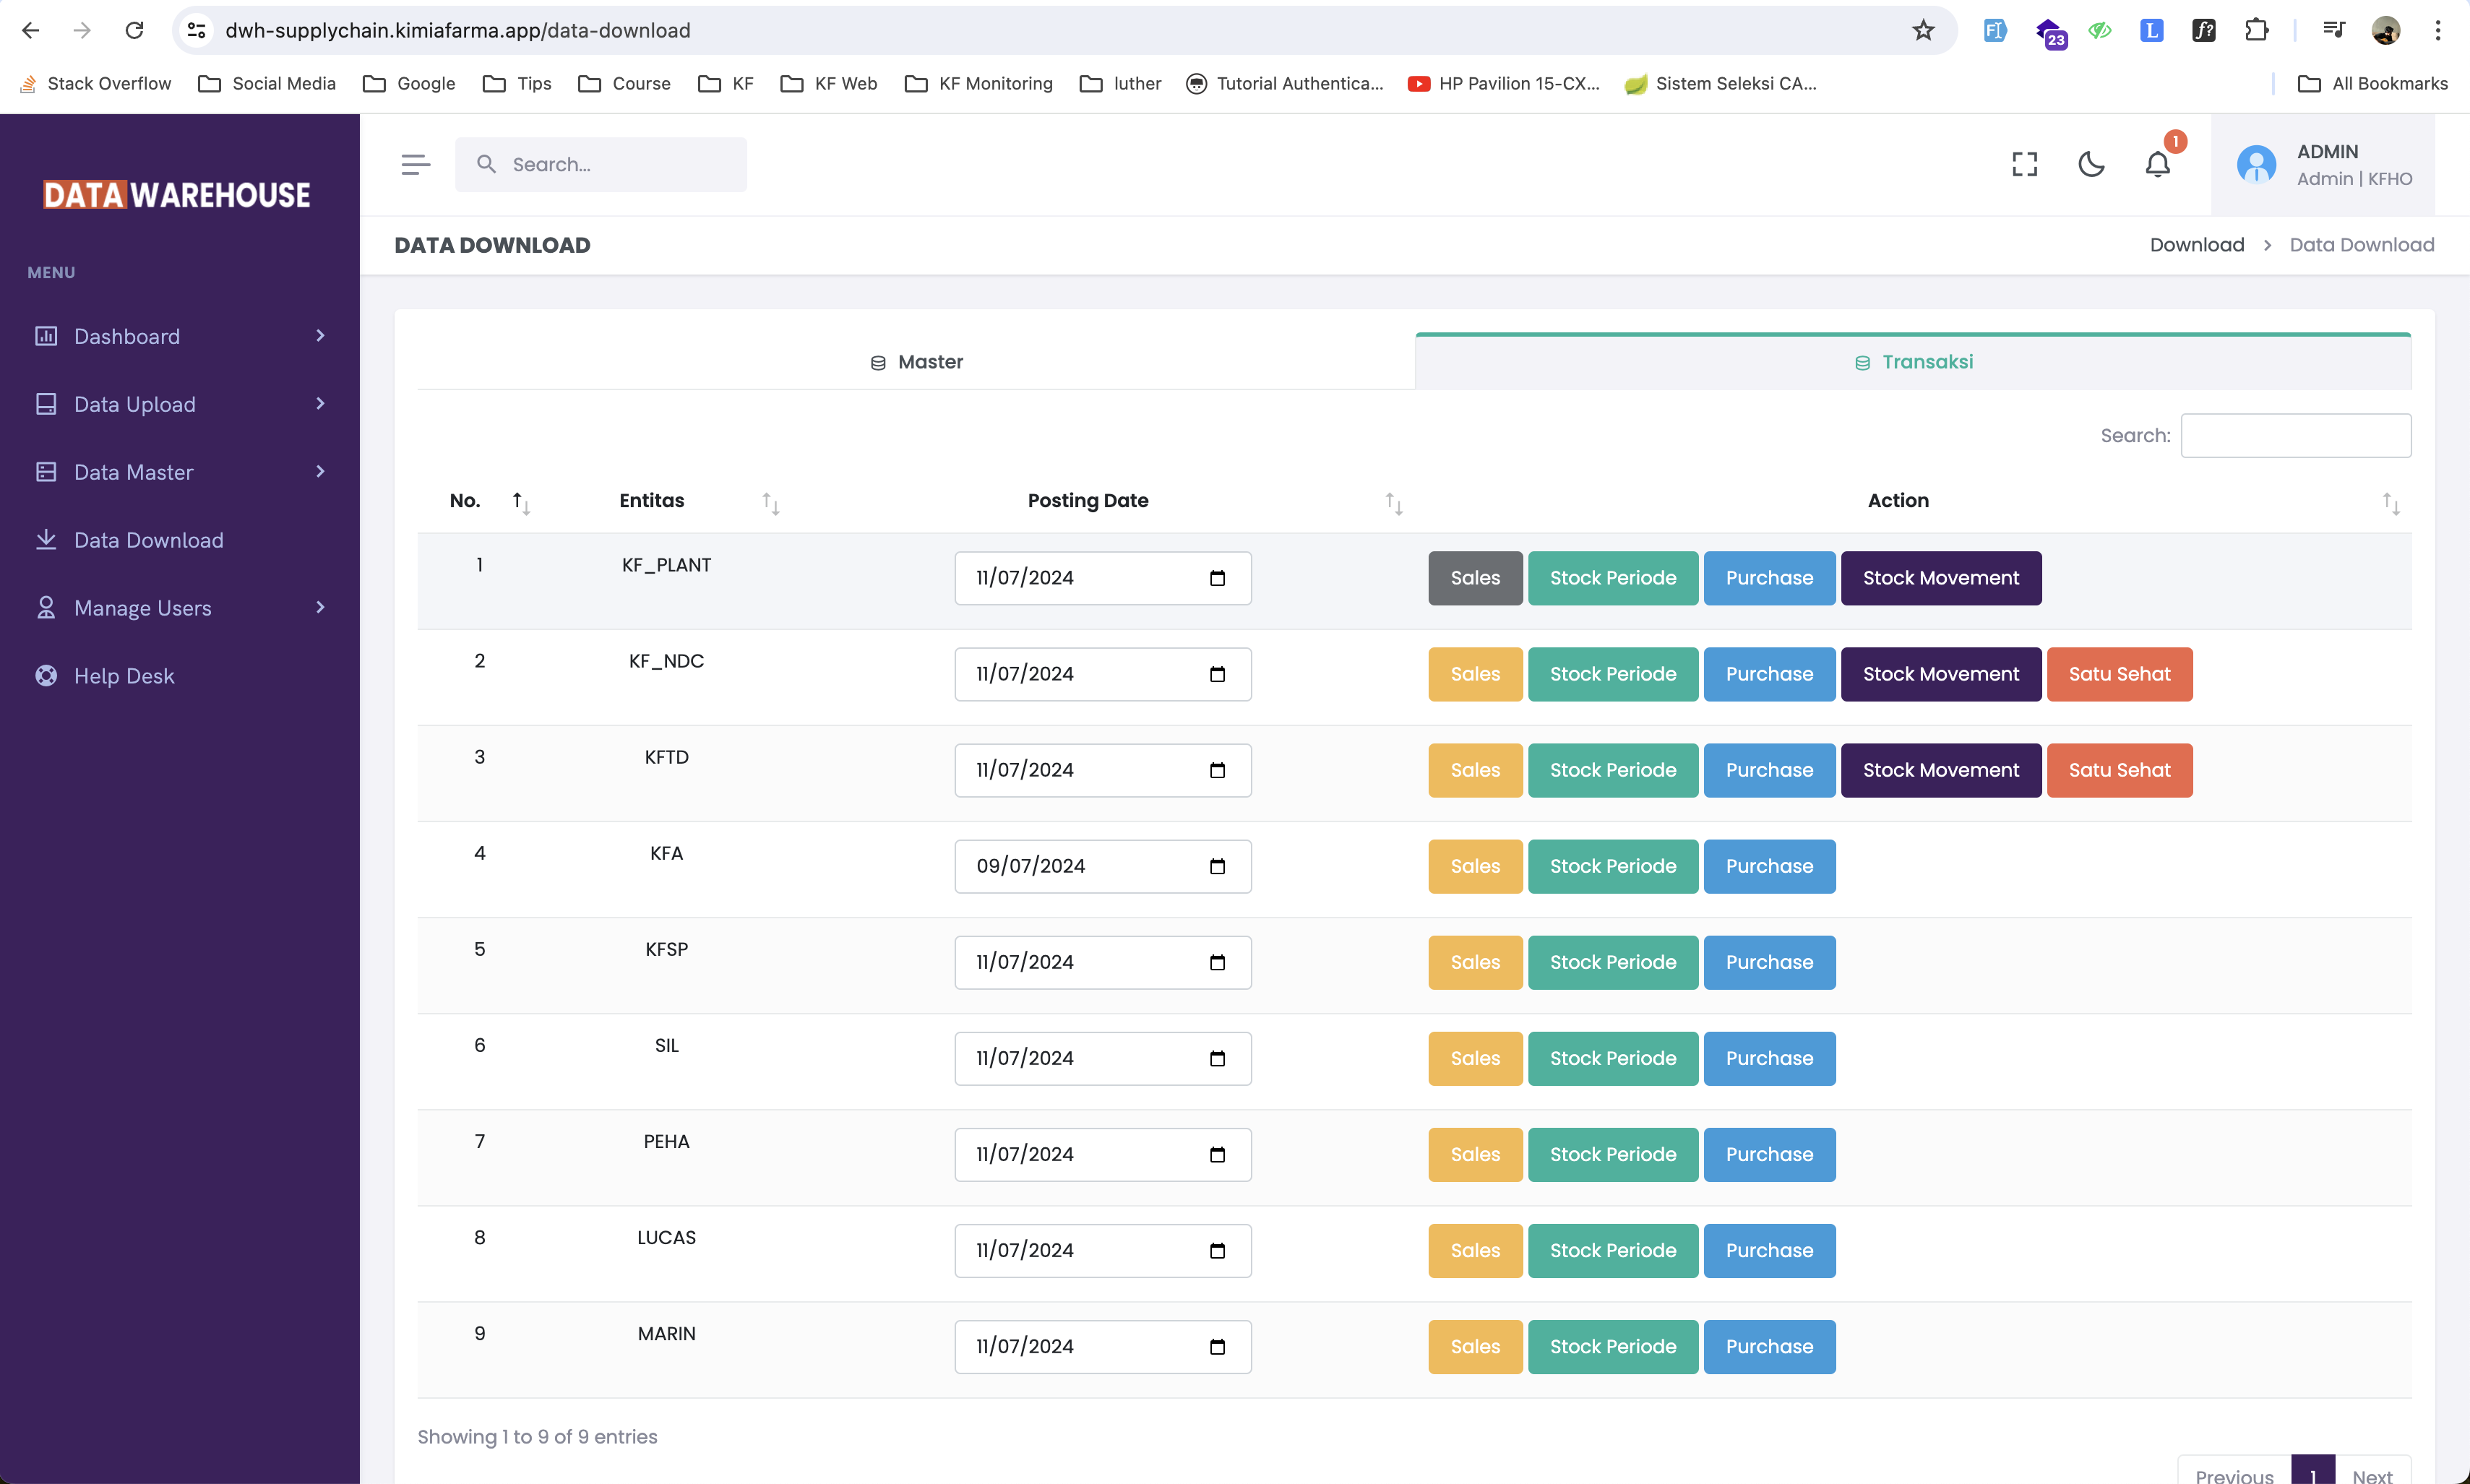 dwh-supplychain.kimiafarma.app/data-download
23
Stack Overflow Social Media Google Tips Course KF KF Web KF Monitoring luther Tutorial Authentica... HP Pavilion 15-CX... Sistem Seleksi CA... All Bookmarks
DATA WAREHOUSE
MENU
Dashboard
Data Upload
Data Master
Data Download
Manage Users
Help Desk
Search...
1
ADMIN
Admin | KFHO
DATA DOWNLOAD
Download > Data Download
Master Transaksi
Search:
No. Entitas Posting Date Action
1 KF_PLANT 11/07/2024 Sales Stock Periode Purchase Stock Movement
2 KF_NDC 11/07/2024 Sales Stock Periode Purchase Stock Movement Satu Sehat
3 KFTD 11/07/2024 Sales Stock Periode Purchase Stock Movement Satu Sehat
4 KFA 09/07/2024 Sales Stock Periode Purchase
5 KFSP 11/07/2024 Sales Stock Periode Purchase
6 SIL 11/07/2024 Sales Stock Periode Purchase
7 PEHA 11/07/2024 Sales Stock Periode Purchase
8 LUCAS 11/07/2024 Sales Stock Periode Purchase
9 MARIN 11/07/2024 Sales Stock Periode Purchase
Showing 1 to 9 of 9 entries
Previous 1 Next